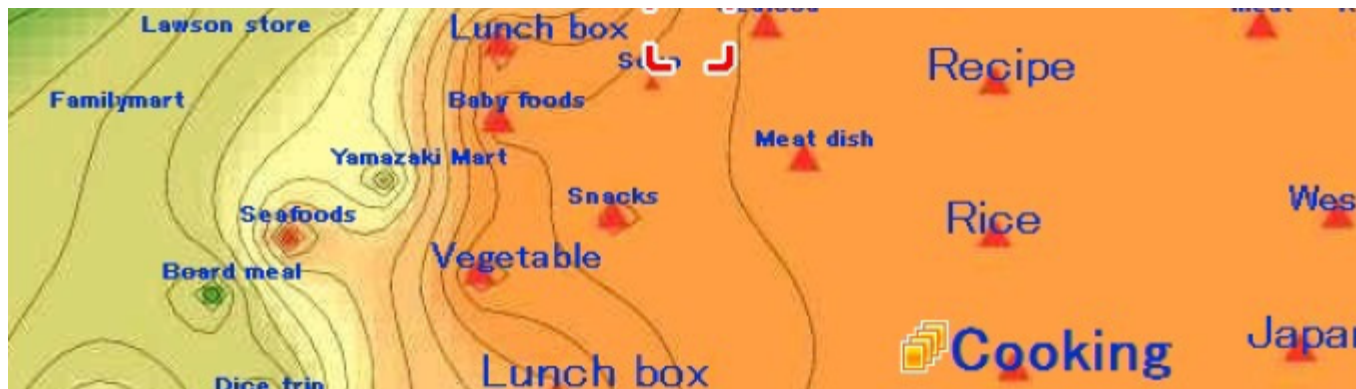 Lawson store
Lunch box
Recipe
Familymart
Baby foods
Meat dish
Yamazaki Mart
Snacks
Seafoods
Rice
Vegetable
Board meal
Cooking
Lunch box